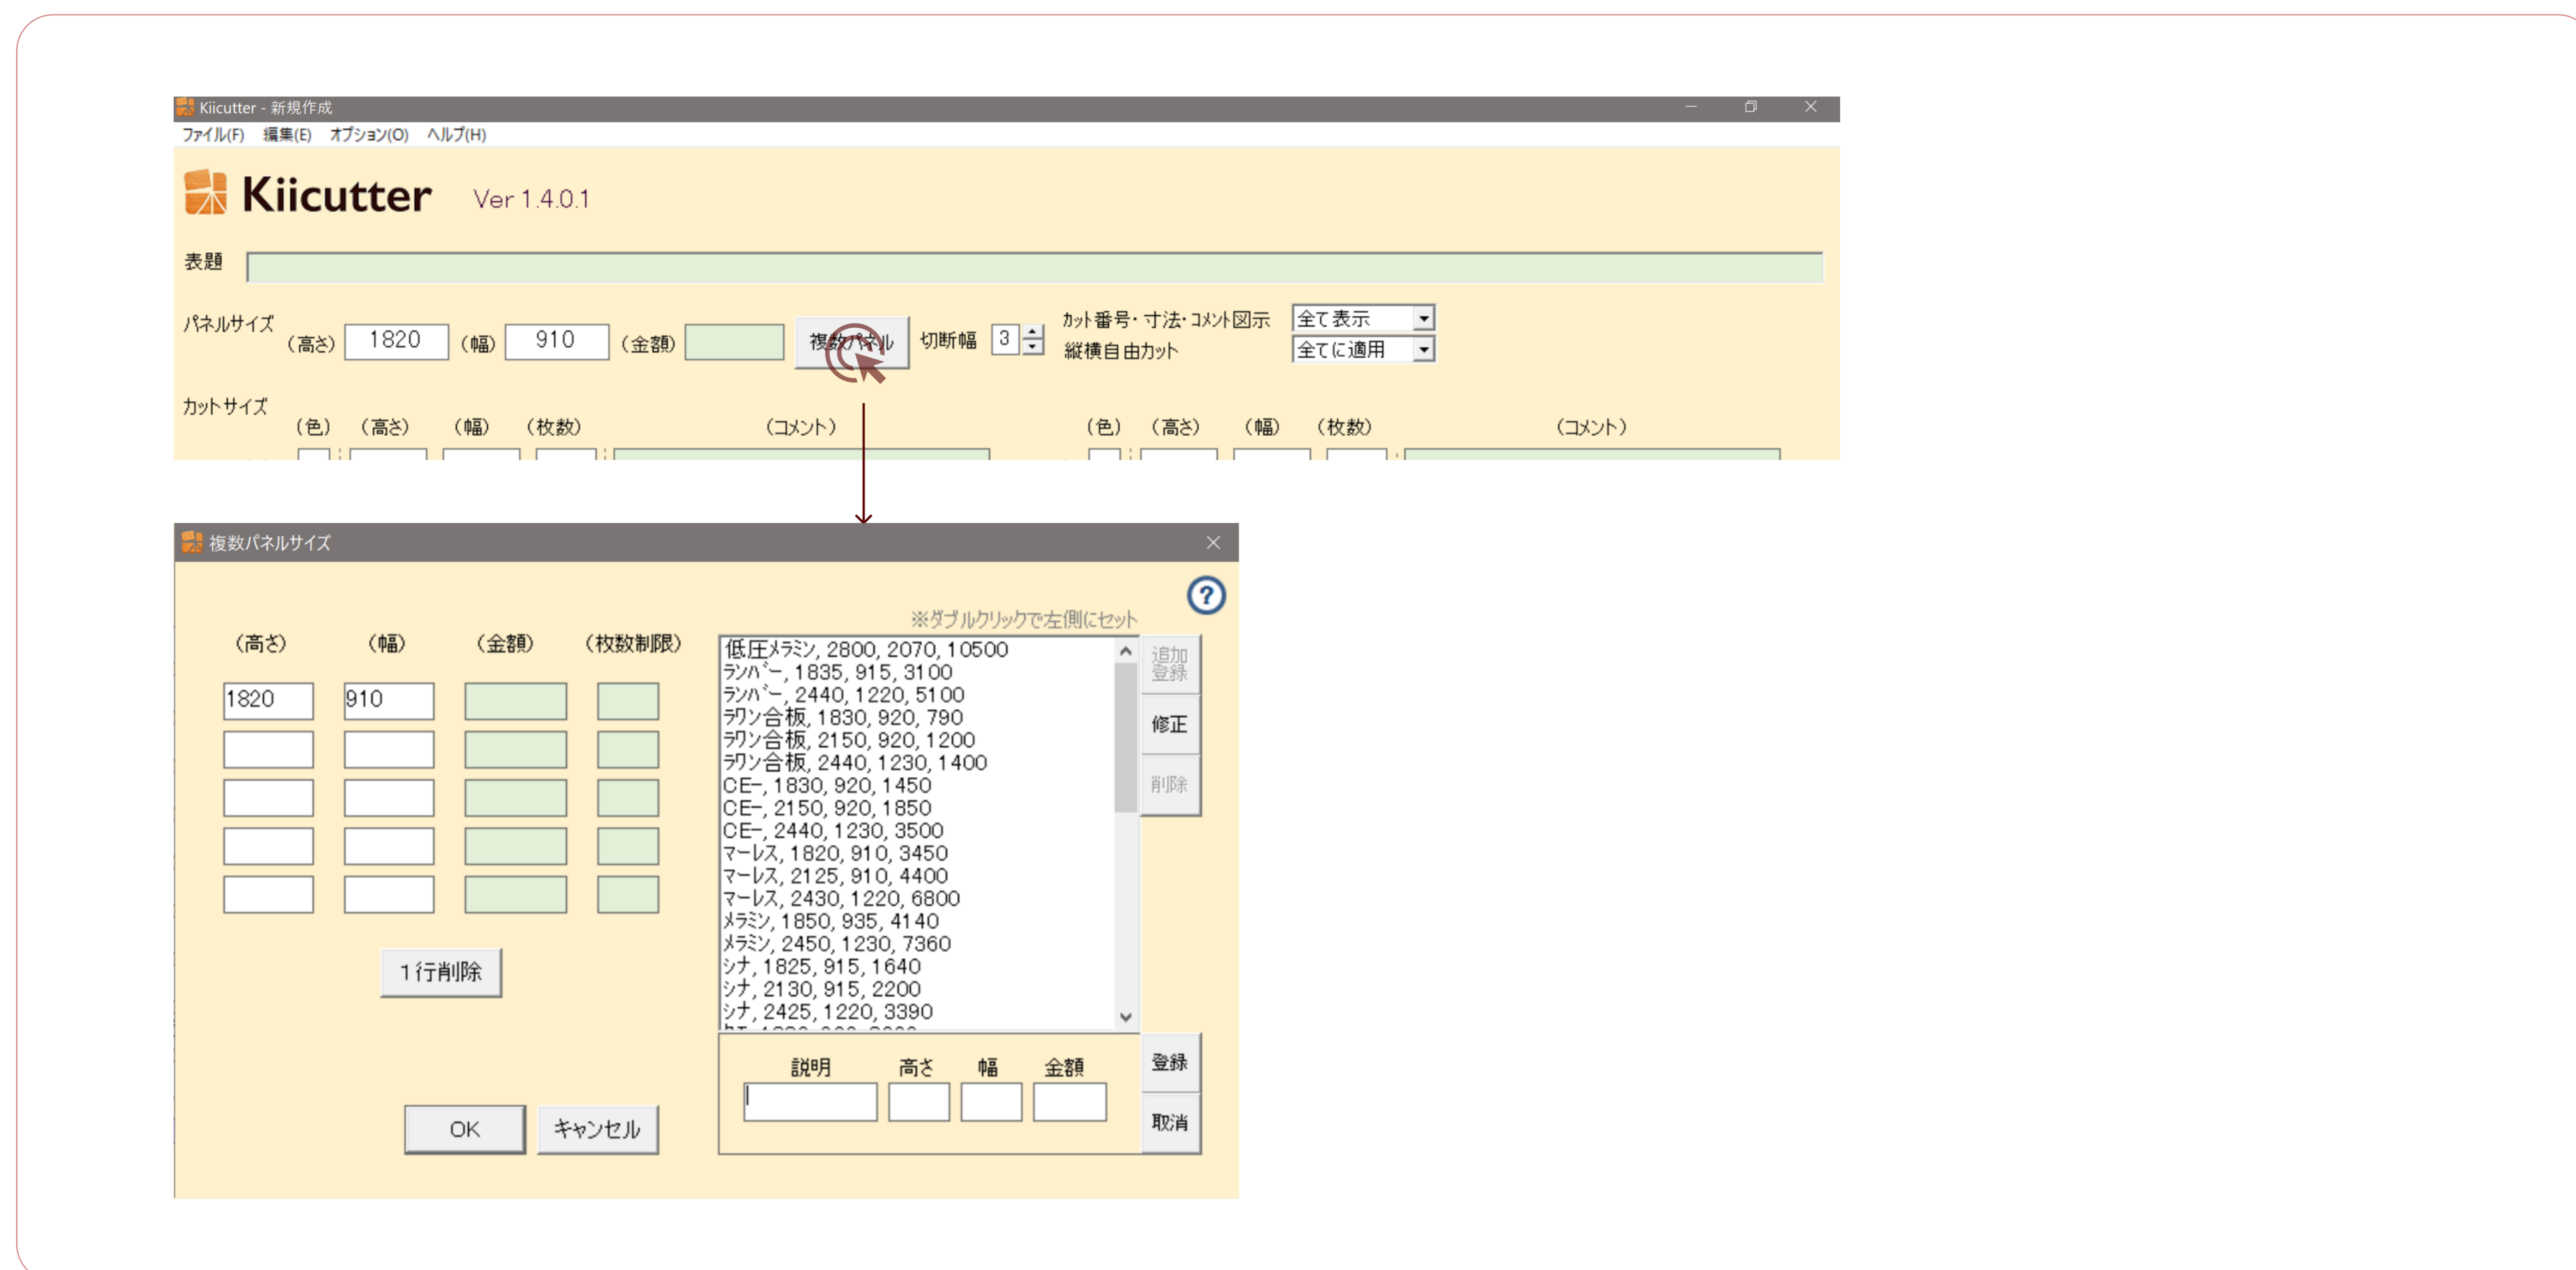 Kiicutter - 新規作成
ファイル(F) 編集(E) オプション(O) ヘルプ(H)
Kiicutter Ver 1.4.0.1
表題
パネルサイズ (高さ) 1820 (幅) 910 (金額) 複数パネル 切断幅 3 ｶｯﾄ番号・寸法・ｺﾒﾝﾄ図示 全て表示
縦横自由カット 全てに適用
カットサイズ
(色) (高さ) (幅) (枚数) (コメント) (色) (高さ) (幅) (枚数) (コメント)
複数パネルサイズ
?
※ダブルクリックで左側にセット
(高さ) (幅) (金額) (枚数制限)
1820 910
1行削除
OK キャンセル
低圧ﾒﾗﾐﾝ, 2800, 2070, 10500
ﾗﾝﾊﾞｰ, 1835, 915, 3100
ﾗﾝﾊﾞｰ, 2440, 1220, 5100
ﾗﾜﾝ合板, 1830, 920, 790
ﾗﾜﾝ合板, 2150, 920, 1200
ﾗﾜﾝ合板, 2440, 1230, 1400
CEｰ, 1830, 920, 1450
CEｰ, 2150, 920, 1850
CEｰ, 2440, 1230, 3500
マーレス, 1820, 910, 3450
マーレス, 2125, 910, 4400
マーレス, 2430, 1220, 6800
ﾒﾗﾐﾝ, 1850, 935, 4140
ﾒﾗﾐﾝ, 2450, 1230, 7360
シナ, 1825, 915, 1640
シナ, 2130, 915, 2200
シナ, 2425, 1220, 3390
追加
登録
修正
削除
説明 高さ 幅 金額
登録
取消